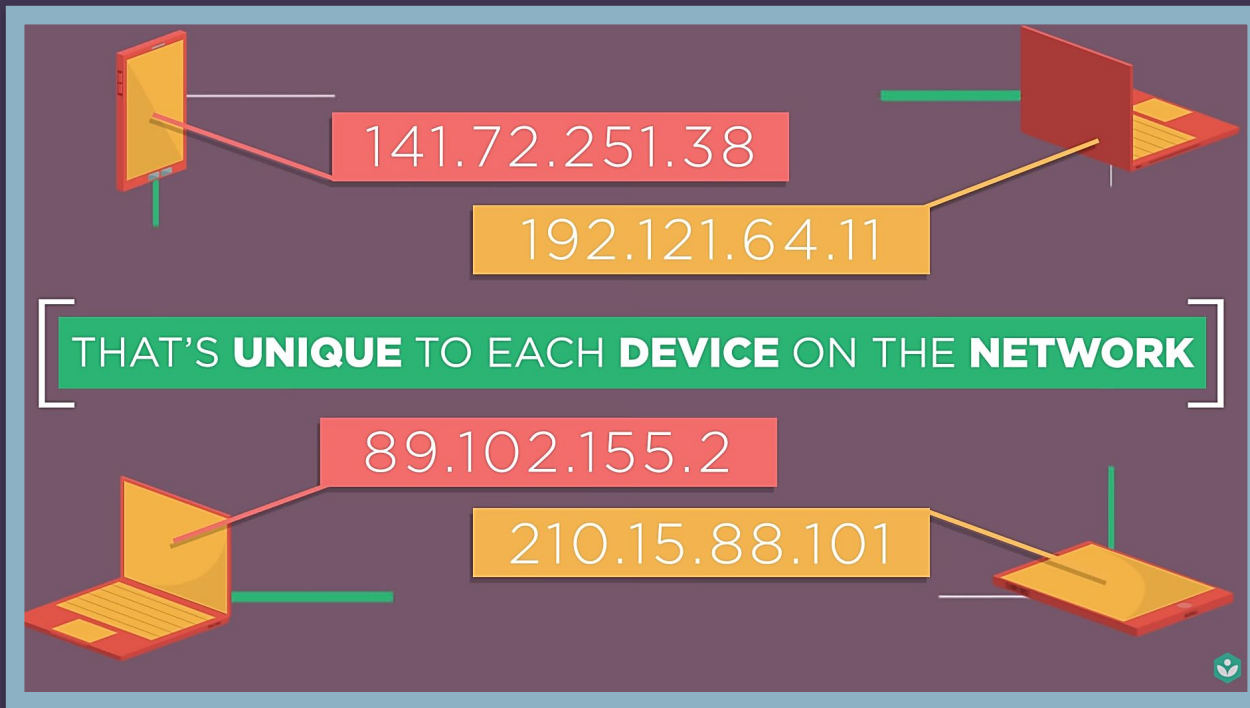 141.72.251.38
192.121.64.11
THAT'S UNIQUE TO EACH DEVICE ON THE NETWORK
89.102.155.2
210.15.88.101